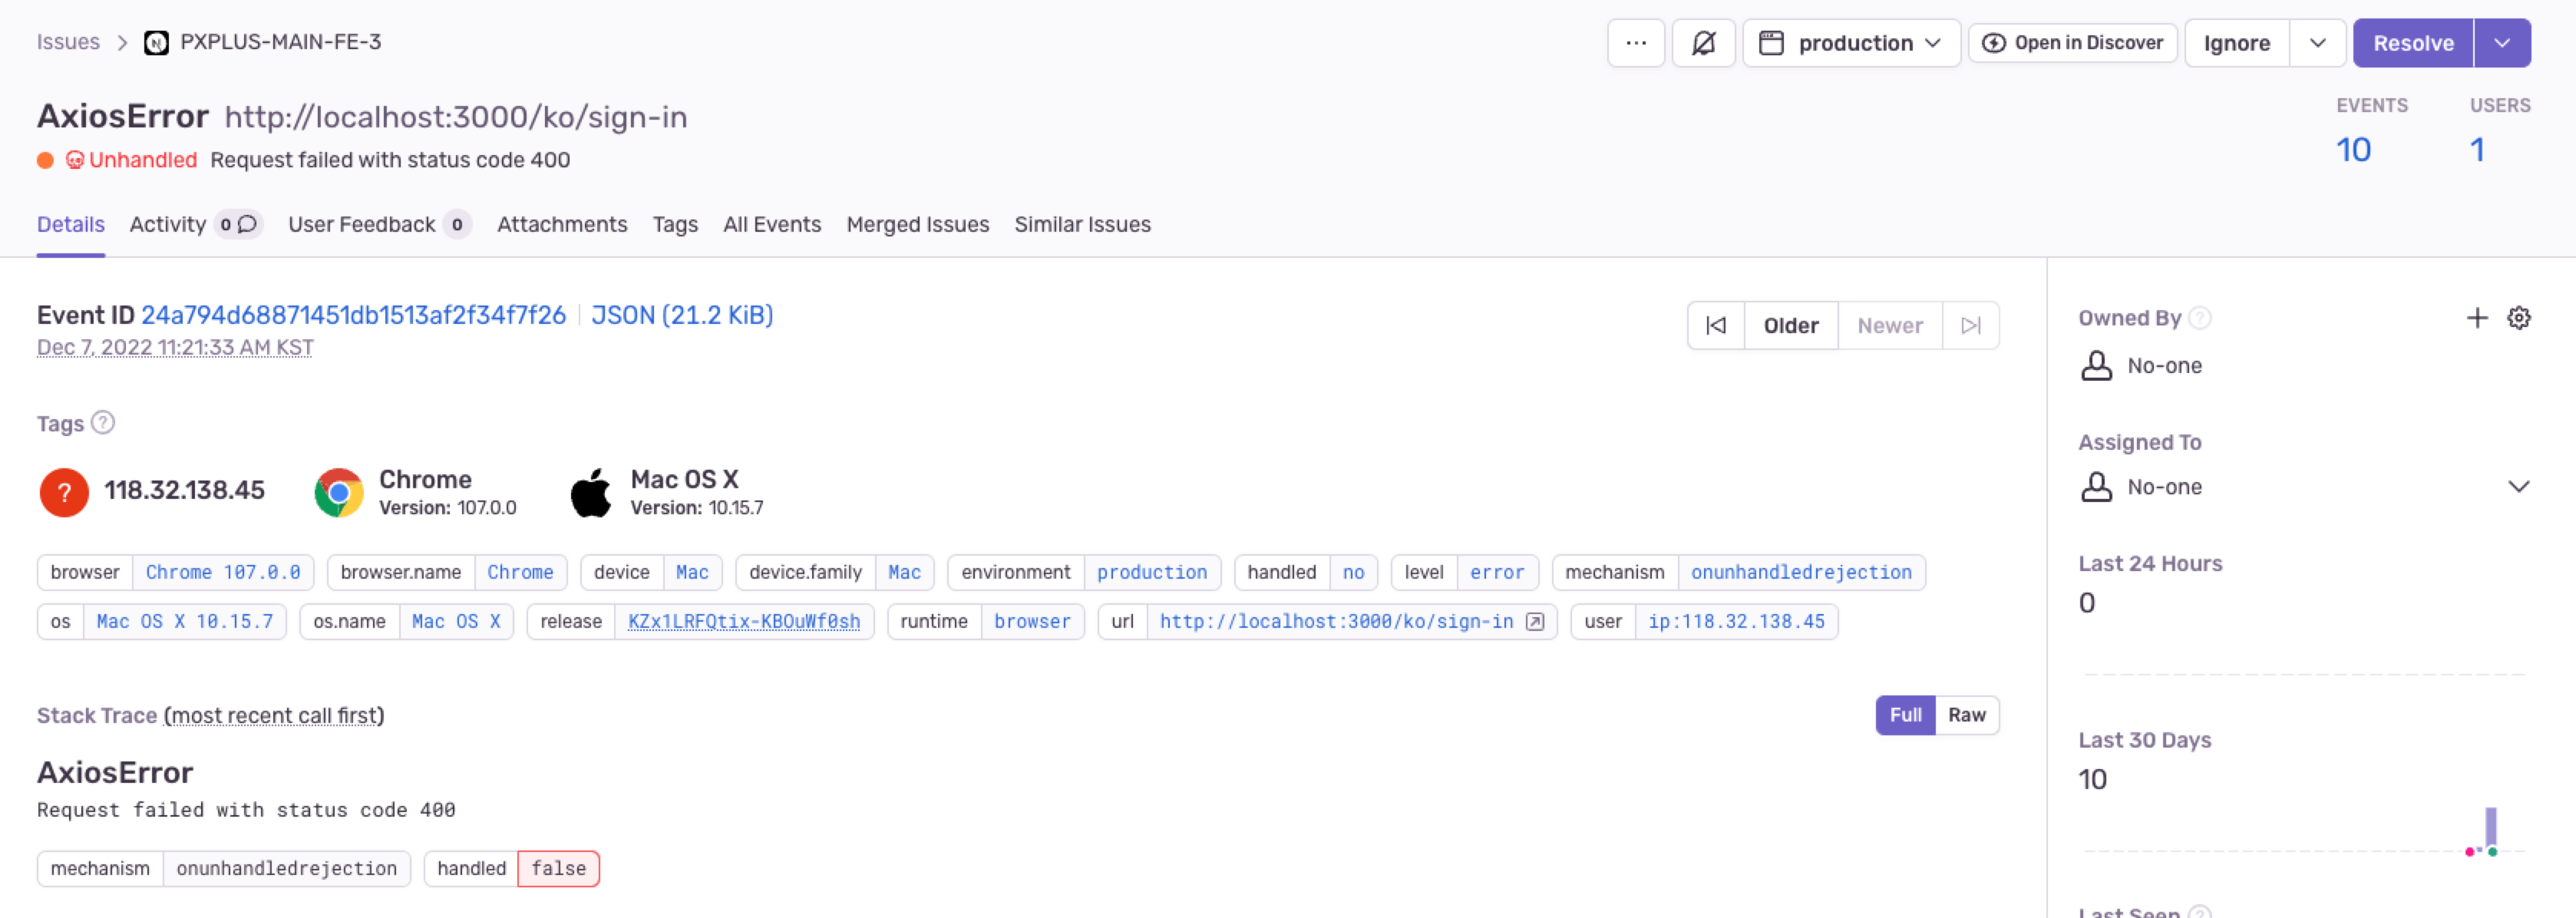 Issues > PXPLUS-MAIN-FE-3
... production Open in Discover Ignore Resolve
AxiosError http://localhost:3000/ko/sign-in
EVENTS USERS
Unhandled Request failed with status code 400
10 1
Details Activity 0 User Feedback 0 Attachments Tags All Events Merged Issues Similar Issues
Event ID 24a794d68871451db1513af2f34f7f26 | JSON (21.2 KiB)
Dec 7, 2022 11:21:33 AM KST
Older Newer
Tags ?
? 118.32.138.45
Chrome
Version: 107.0.0
Mac OS X
Version: 10.15.7
browser Chrome 107.0.0 browser.name Chrome device Mac device.family Mac environment production handled no level error mechanism onunhandledrejection
os Mac OS X 10.15.7 os.name Mac OS X release KZx1LRFQtix-KBOuWf0sh runtime browser url http://localhost:3000/ko/sign-in user ip:118.32.138.45
Stack Trace (most recent call first)
Full Raw
AxiosError
Request failed with status code 400
mechanism onunhandledrejection handled false
Owned By ?
No-one
Assigned To
No-one
Last 24 Hours
0
Last 30 Days
10
Last Seen ?